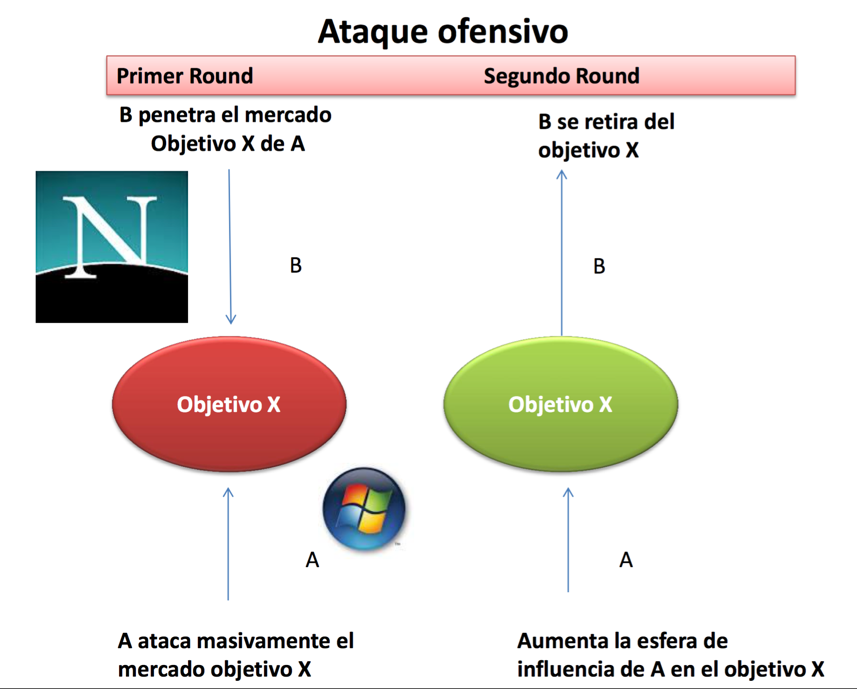 Ataque ofensivo
Primer Round
Segundo Round
B penetra el mercado
Objetivo X de A
B se retira del
objetivo X
N
B
B
Objetivo X
Objetivo X
A
A
A ataca masivamente el
mercado objetivo X
Aumenta la esfera de
influencia de A en el objetivo X